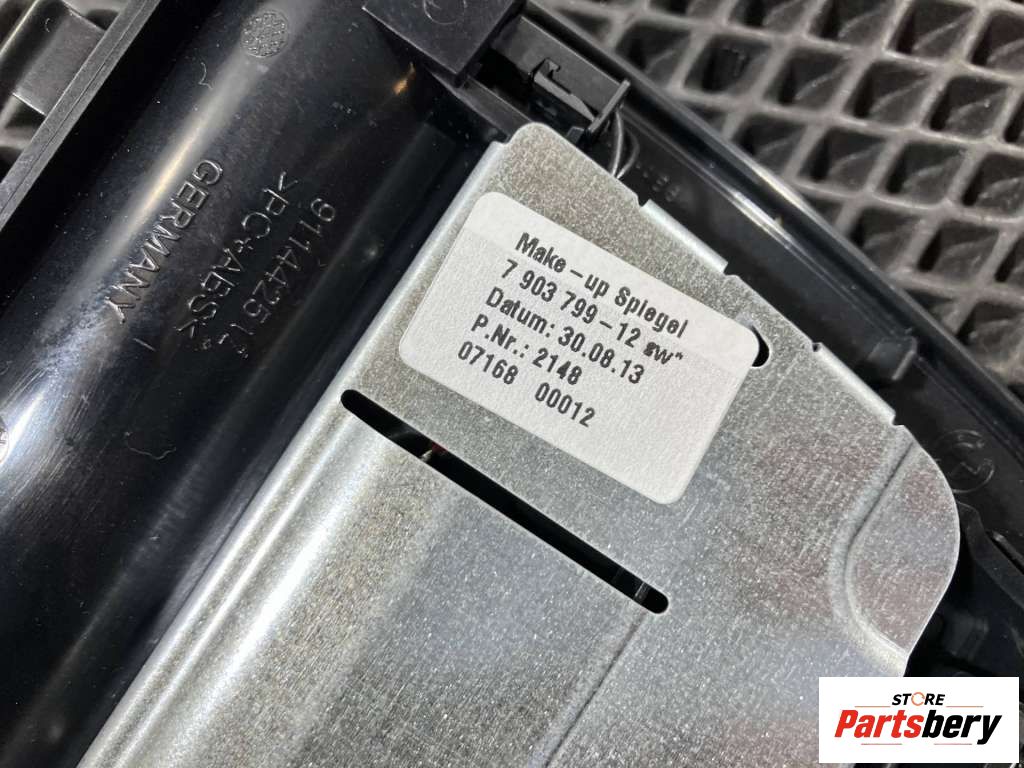 Make-up Spiegel
7 903 799-12 sw"
Datum: 30.08.13
P.Nr.: 2148
07168 00012
9114425
>PC+ABS<
GERMANY
STORE
Partsbery